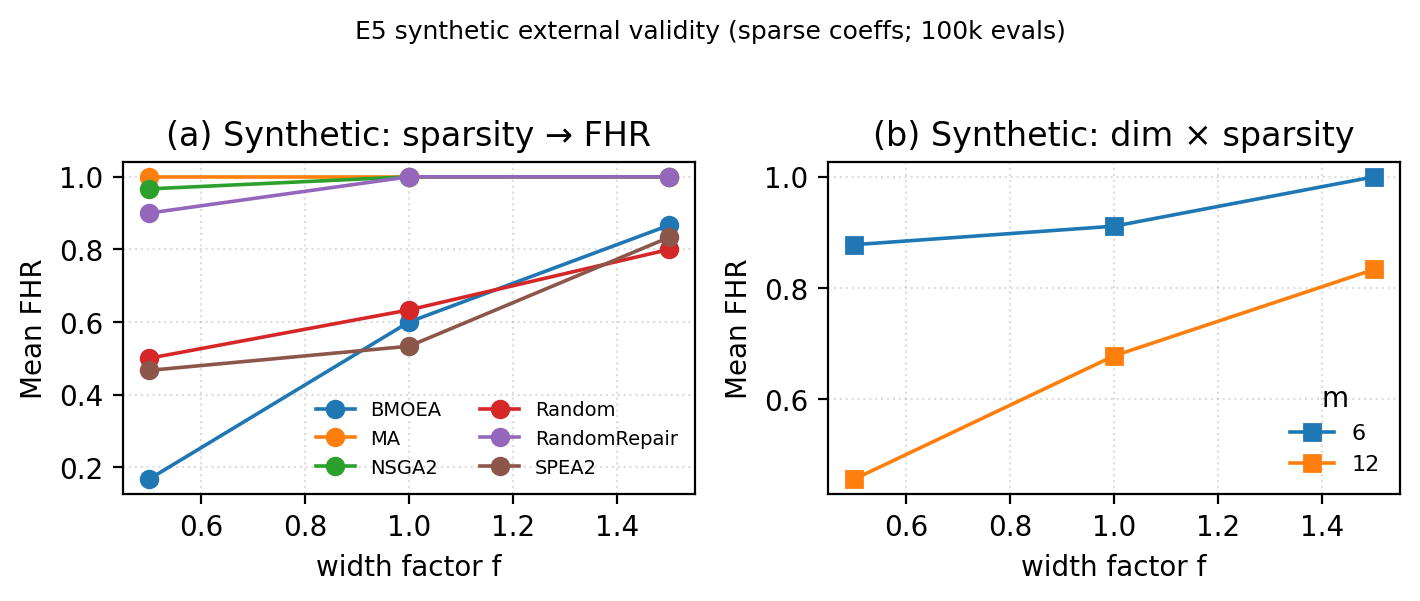 E5 synthetic external validity (sparse coeffs; 100k evals)
(a) Synthetic: sparsity → FHR
1.0
0.8
0.6
0.4
0.2
Mean FHR
BMOEA
MA
NSGA2
Random
RandomRepair
SPEA2
0.6 0.8 1.0 1.2 1.4
width factor f
(b) Synthetic: dim × sparsity
1.0
0.8
0.6
Mean FHR
m
6
12
0.6 0.8 1.0 1.2 1.4
width factor f